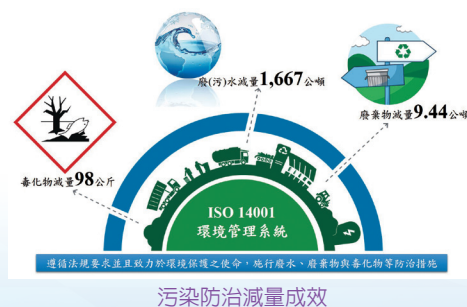 廢(污)水減量1,667公噸
廢棄物減量9.44公噸
毒化物減量98公斤
ISO 14001
環境管理系統
遵循法規要求並且致力於環境保護之使命，施行廢水、廢棄物與毒化物等防治措施
污染防治減量成效